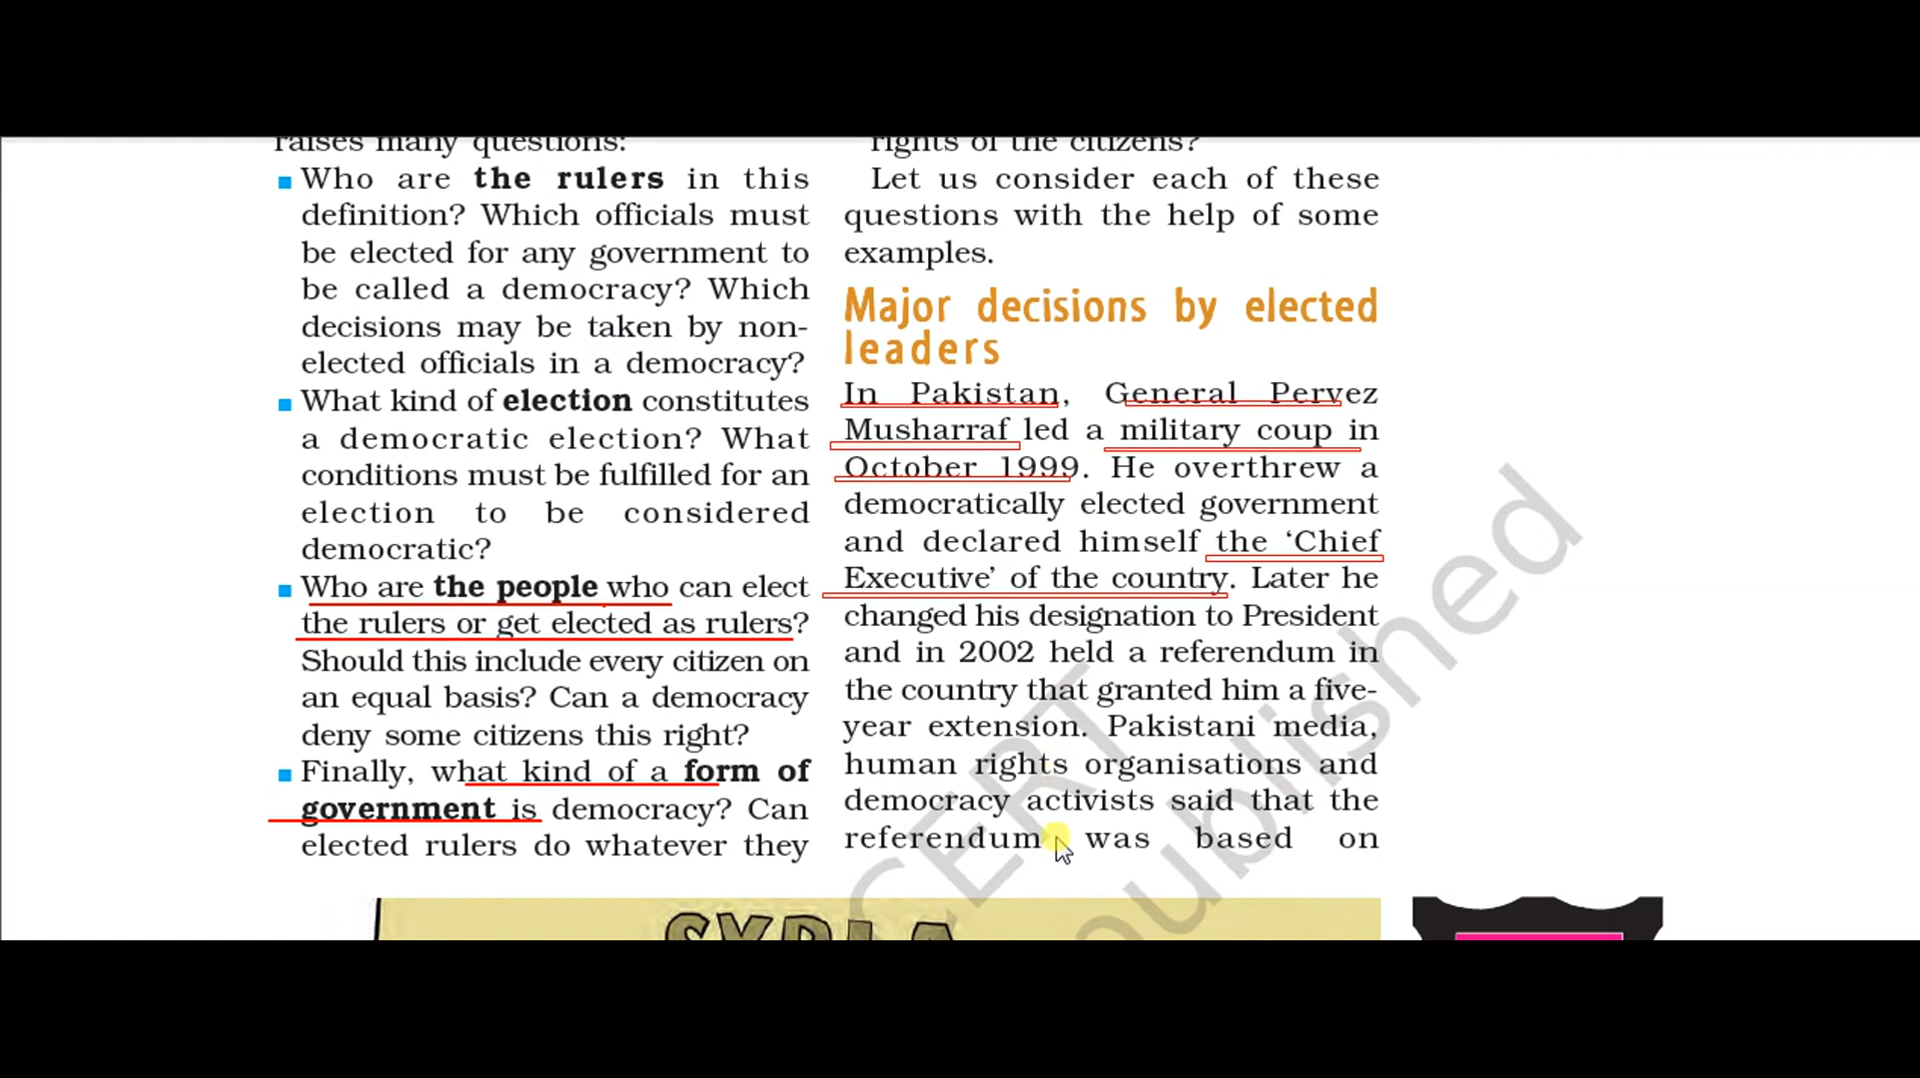 raises many questions:
Who are the rulers in this
definition? Which officials must
be elected for any government to
be called a democracy? Which
decisions may be taken by non-
elected officials in a democracy?
What kind of election constitutes
a democratic election? What
conditions must be fulfilled for an
election to be considered
democratic?
Who are the people who can elect
the rulers or get elected as rulers?
Should this include every citizen on
an equal basis? Can a democracy
deny some citizens this right?
Finally, what kind of a form of
government is democracy? Can
elected rulers do whatever they
rights of the citizens?
Let us consider each of these
questions with the help of some
examples.
Major decisions by elected
leaders
In Pakistan, General Pervez
Musharraf led a military coup in
October 1999. He overthrew a
democratically elected government
and declared himself the ‘Chief
Executive’ of the country. Later he
changed his designation to President
and in 2002 held a referendum in
the country that granted him a five-
year extension. Pakistani media,
human rights organisations and
democracy activists said that the
referendum was based on
SYRIA